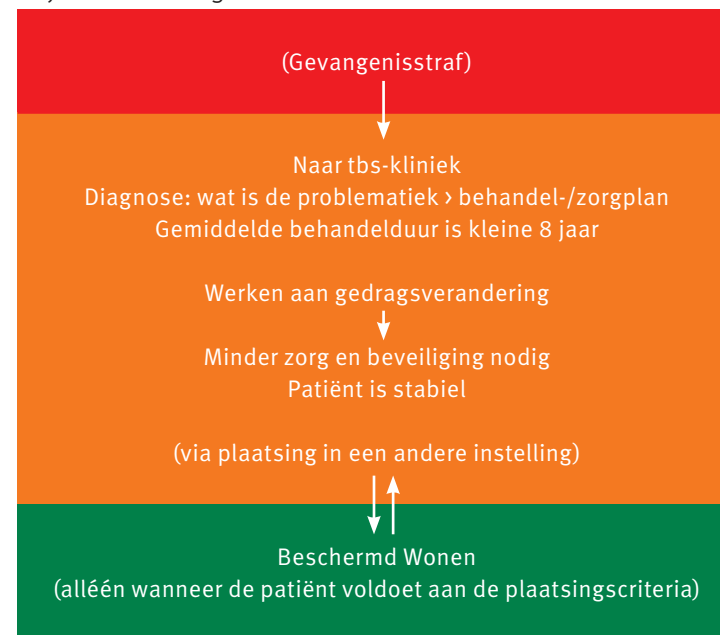 (Gevangenisstraf)
Naar tbs-kliniek
Diagnose: wat is de problematiek > behandel-/zorgplan
Gemiddelde behandelduur is kleine 8 jaar
Werken aan gedragsverandering
Minder zorg en beveiliging nodig
Patiënt is stabiel
(via plaatsing in een andere instelling)
Beschermd Wonen
(alléén wanneer de patiënt voldoet aan de plaatsingscriteria)